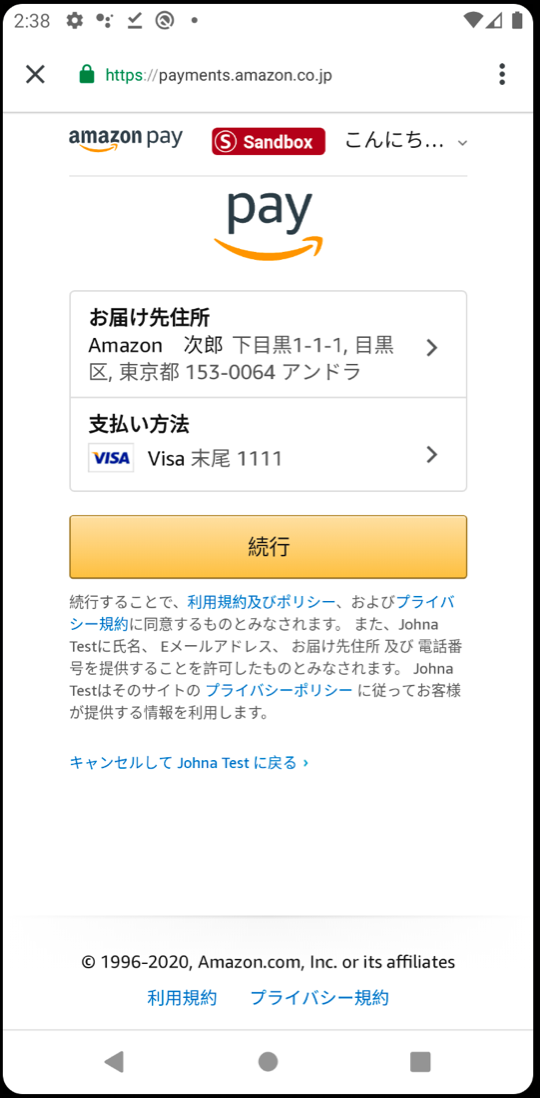 2:38
https://payments.amazon.co.jp
amazon pay
S Sandbox
こんにち...
pay
お届け先住所
Amazon　次郎 下目黒1-1-1, 目黒
区, 東京都 153-0064 アンドラ
支払い方法
VISA Visa 末尾 1111
続行
続行することで、利用規約及びポリシー、およびプライバ
シー規約に同意するものとみなされます。 また、Johna
Testに氏名、 Eメールアドレス、 お届け先住所 及び 電話番
号を提供することを許可したものとみなされます。 Johna
Testはそのサイトの プライバシーポリシー に従ってお客様
が提供する情報を利用します。
キャンセルして Johna Test に戻る ›
© 1996-2020, Amazon.com, Inc. or its affiliates
利用規約 プライバシー規約